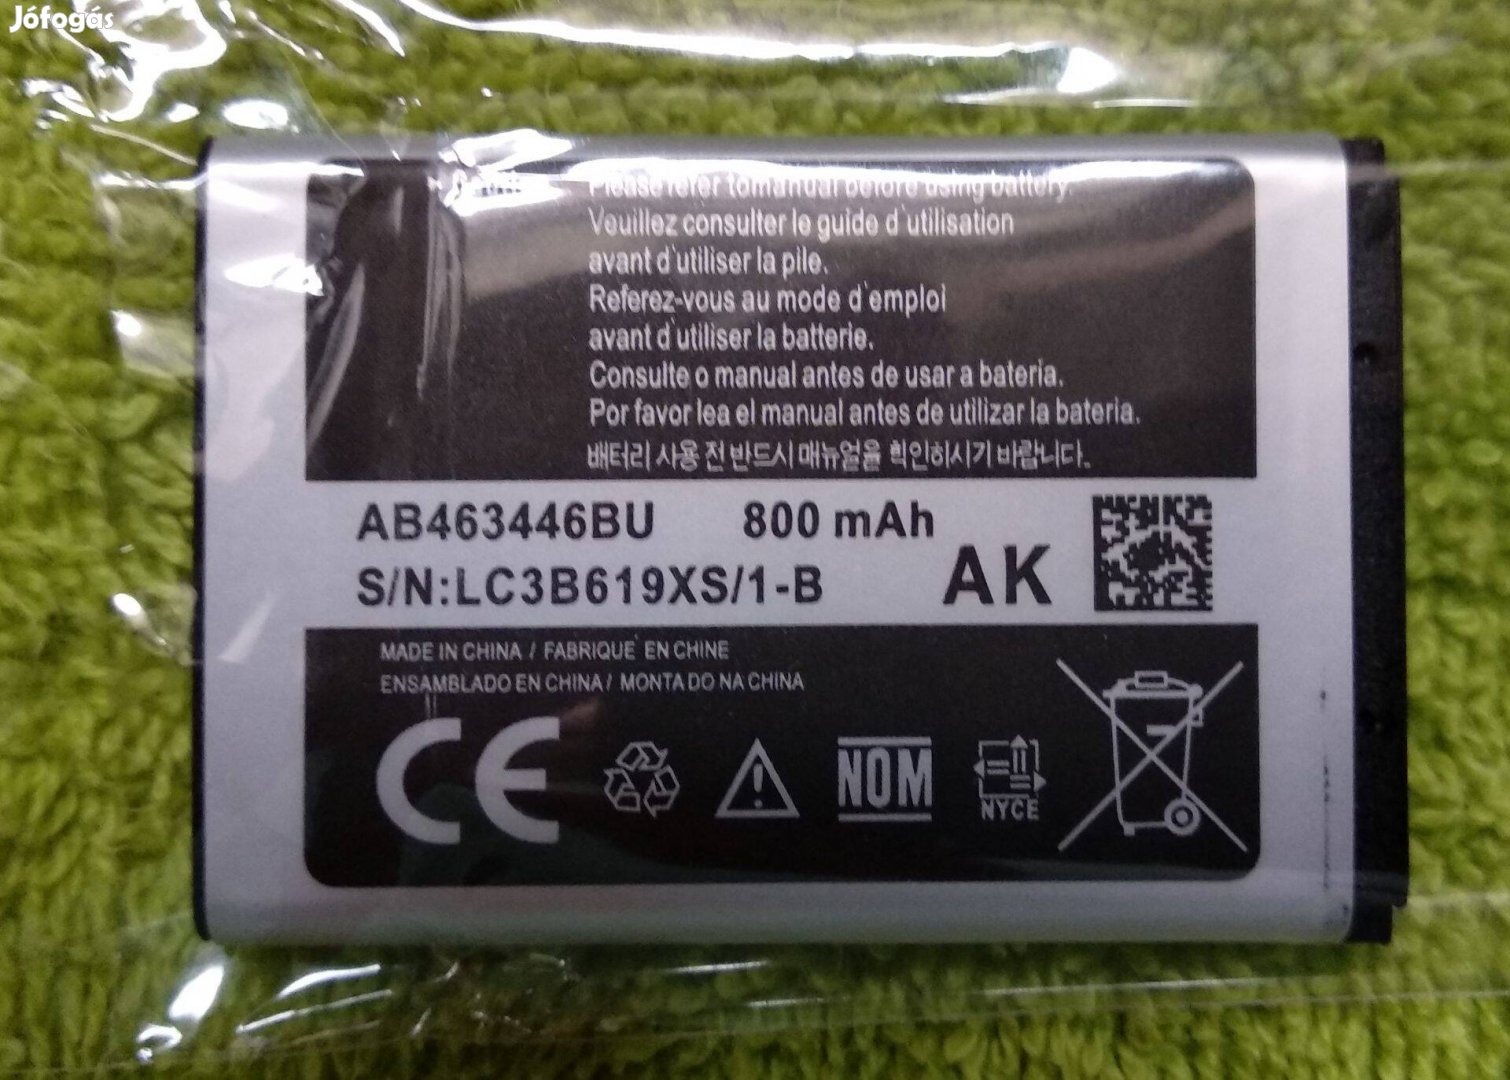 Jófogás
Please refer tomanual before using battery.
Veuillez consulter le guide d'utilisation
avant d'utiliser la pile.
Referez-vous au mode d'emploi
avant d'utiliser la batterie.
Consulte o manual antes de usar a bateria.
Por favor lea el manual antes de utilizar la bateria.
배터리 사용 전 반드시 매뉴얼을 확인하시기 바랍니다.
AB463446BU 800 mAh
S/N:LC3B619XS/1-B AK
MADE IN CHINA / FABRIQUE EN CHINE
ENSAMBLADO EN CHINA / MONTA DO NA CHINA
CE
NOM
NYCE